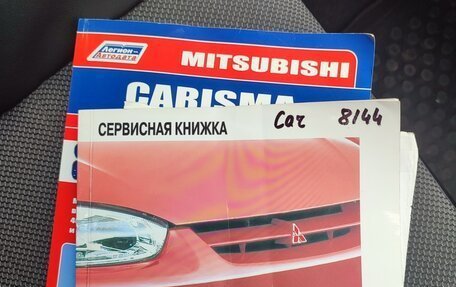 Легион-
Автодата
MITSUBISHI
CARISMA
СЕРВИСНАЯ КНИЖКА
Car 8144